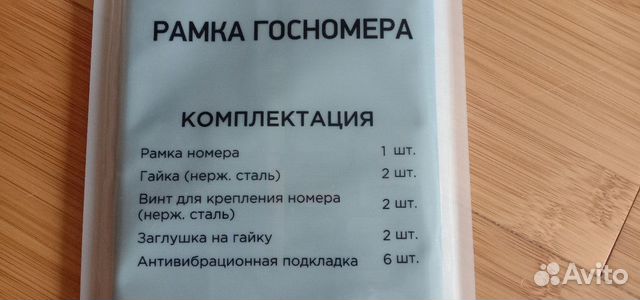 РАМКА ГОСНОМЕРА
КОМПЛЕКТАЦИЯ
Рамка номера 1 шт.
Гайка (нерж. сталь) 2 шт.
Винт для крепления номера
(нерж. сталь) 2 шт.
Заглушка на гайку 2 шт.
Антивибрационная подкладка 6 шт.
Avito